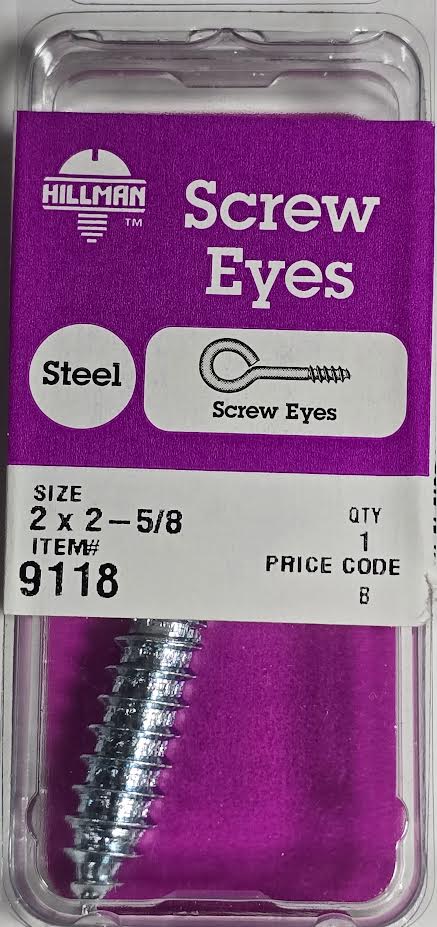 HILLMAN
TM
Screw
Eyes
Steel
Screw Eyes
SIZE
2 x 2-5/8
ITEM#
9118
QTY
1
PRICE CODE
B